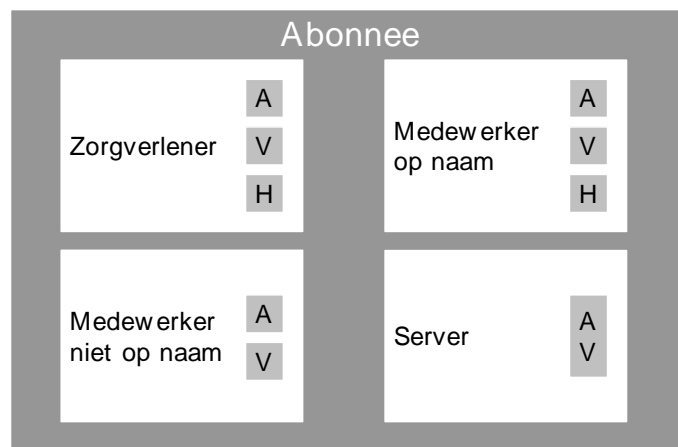 Abonnee
Zorgverlener
A
V
H
Medewerker
op naam
A
V
H
Medewerker
niet op naam
A
V
Server
A
V